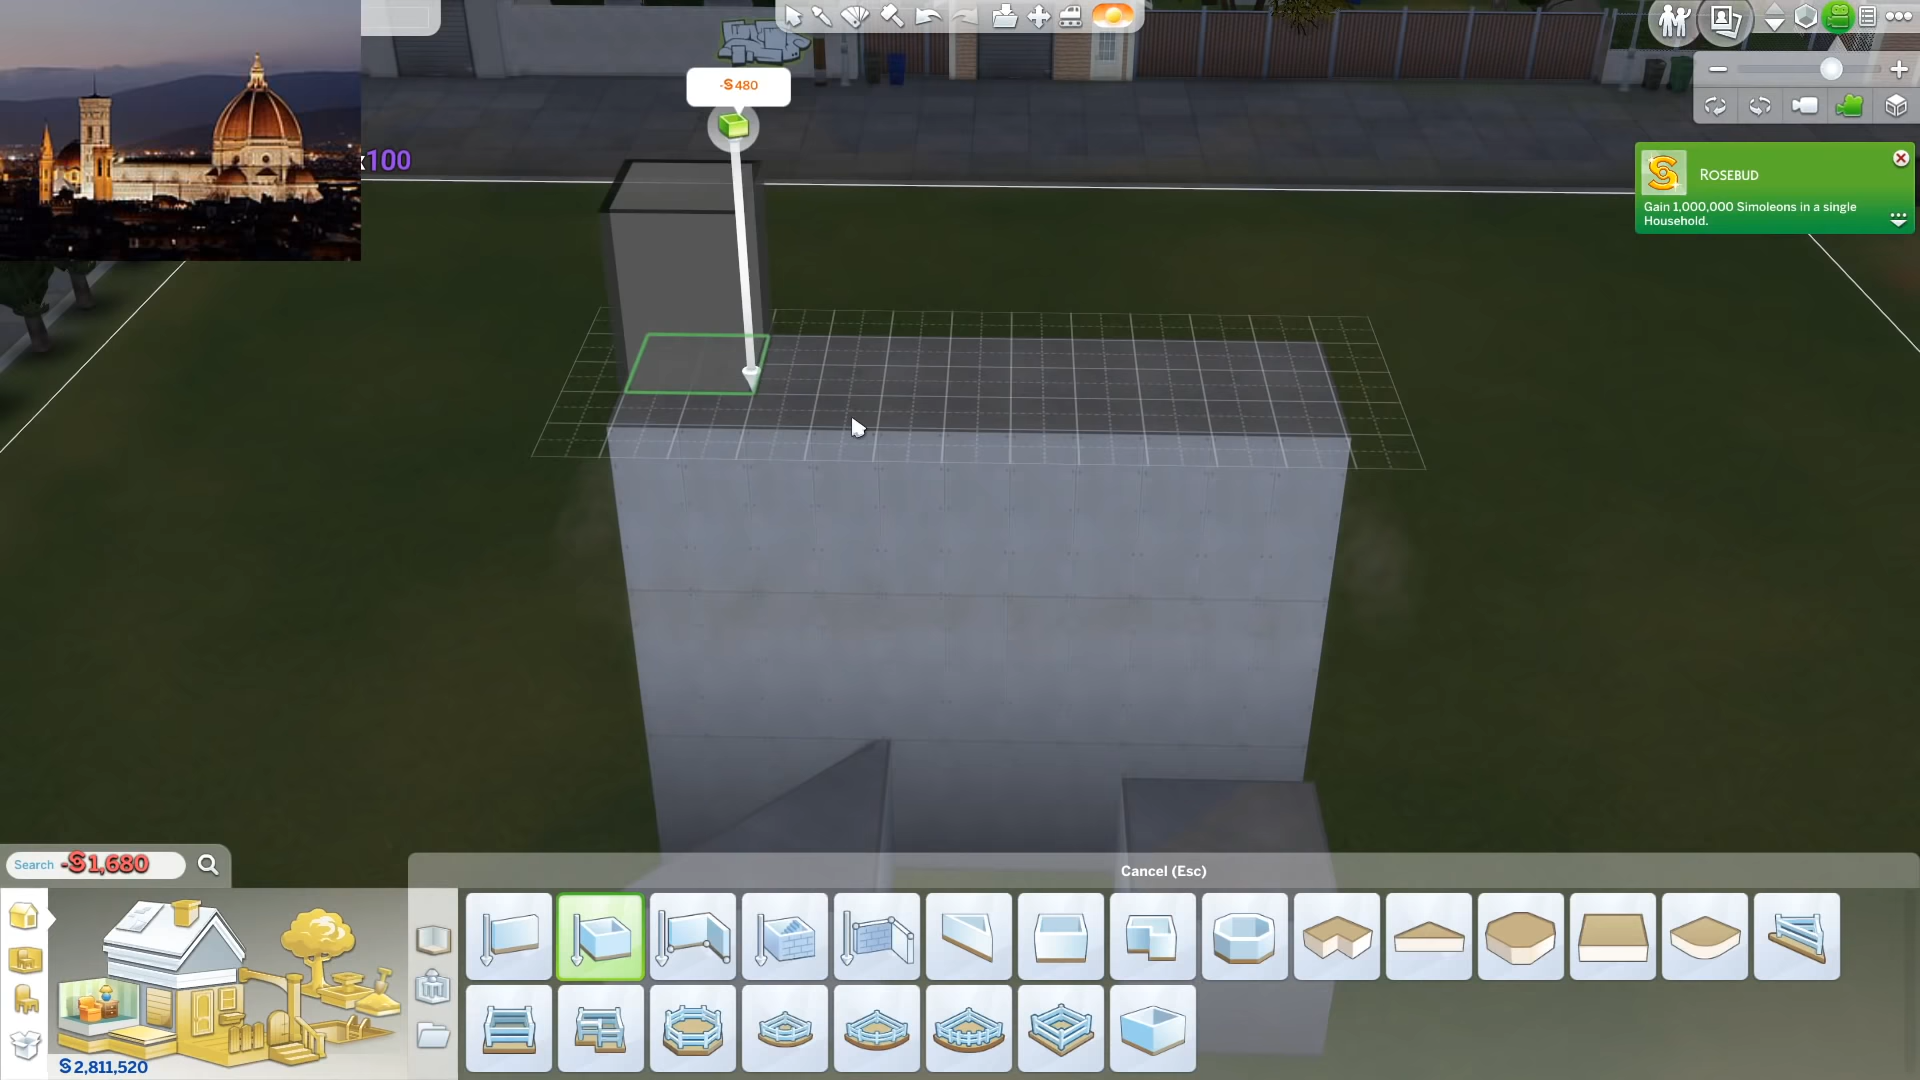 -§480
x100
ROSEBUD
Gain 1,000,000 Simoleons in a single
Household.
Search
-§1,680
Cancel (Esc)
§2,811,520